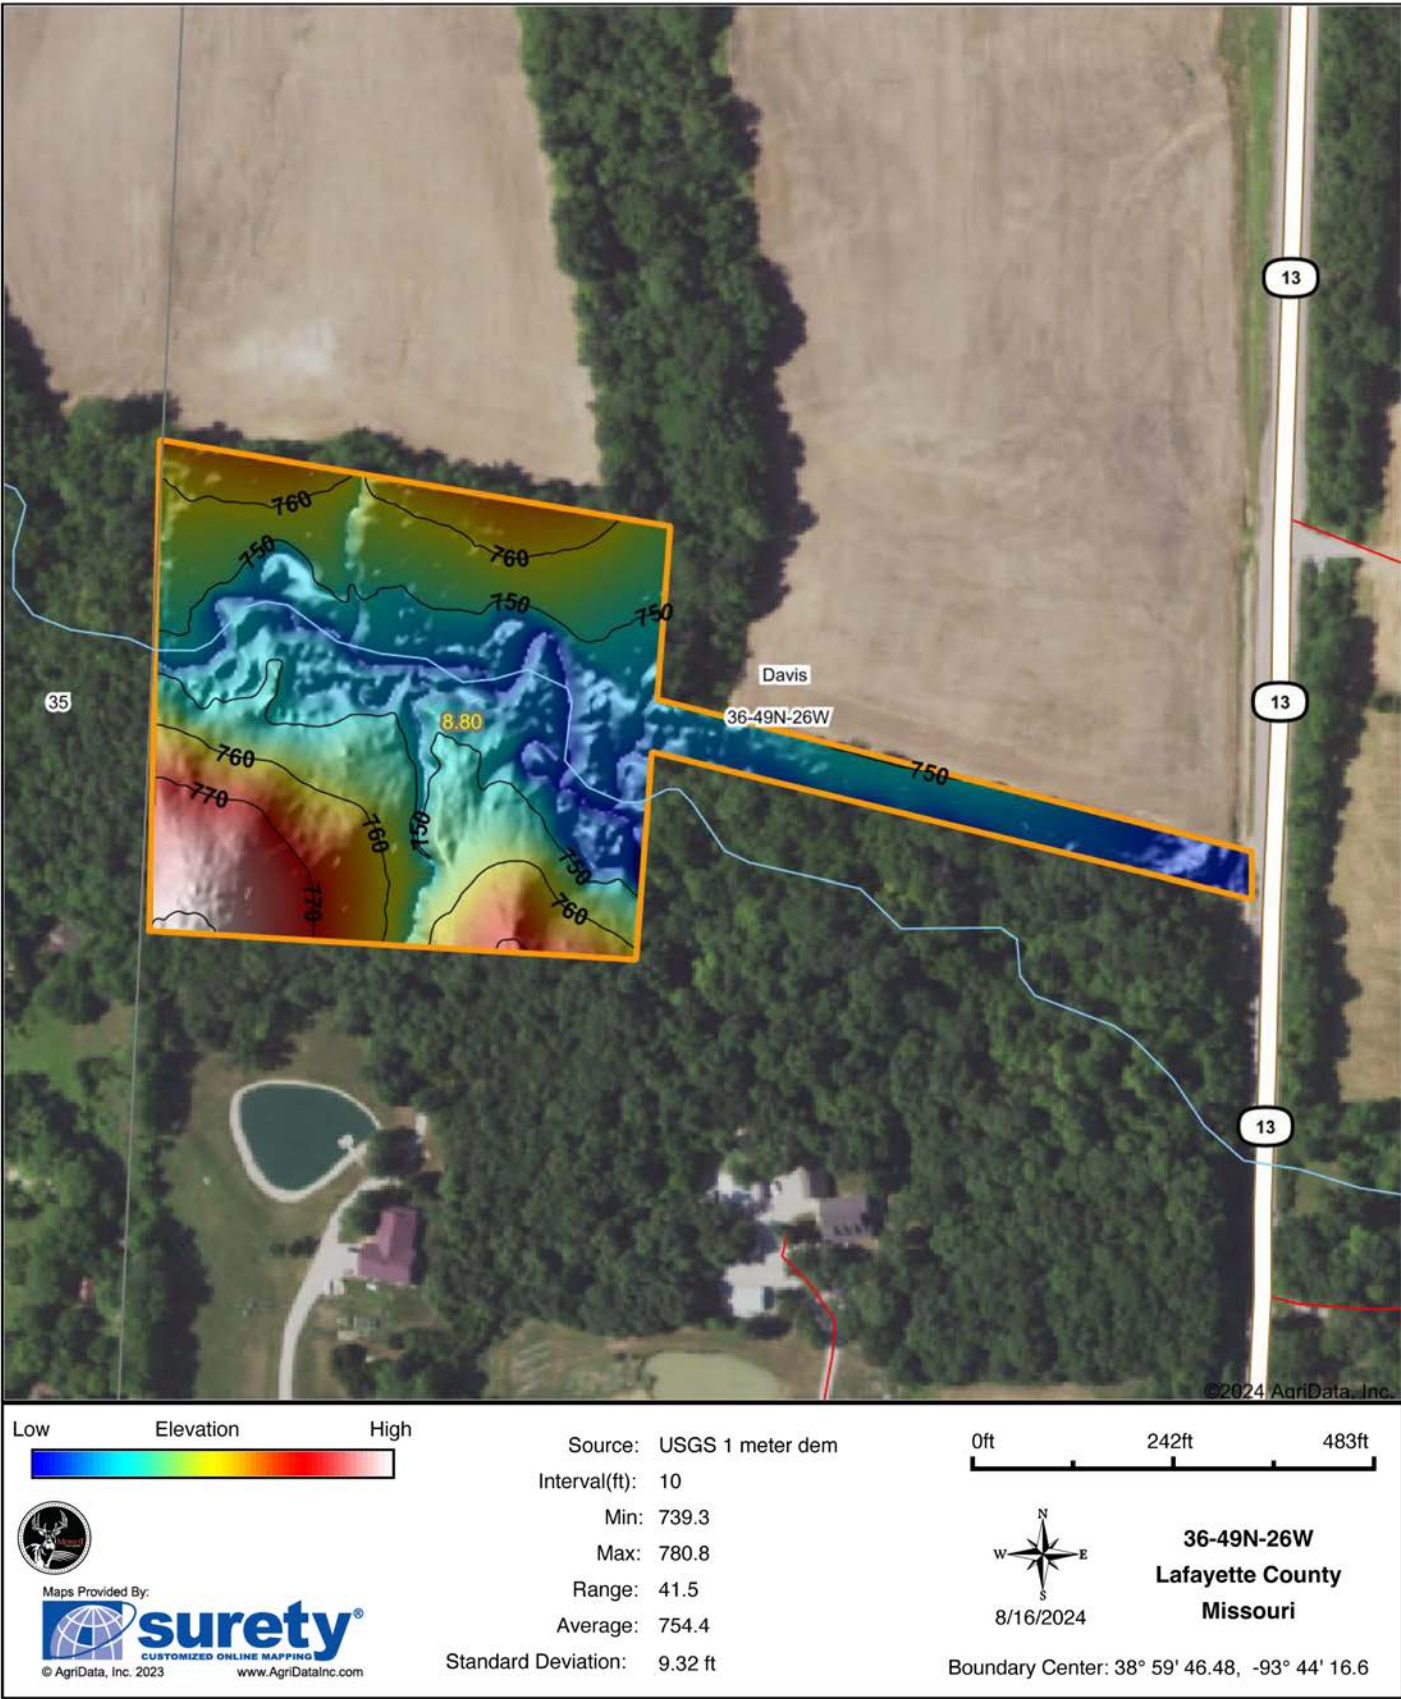 13
760
750
760
750
750
Davis
35
13
36-49N-26W
8.80
760
750
770
760
750
750
770
760
13
©2024 AgriData, Inc.
Low Elevation High
Source: USGS 1 meter dem
Interval(ft): 10
Min: 739.3
Max: 780.8
Range: 41.5
Average: 754.4
Standard Deviation: 9.32 ft
0ft 242ft 483ft
N
W E
S
8/16/2024
36-49N-26W
Lafayette County
Missouri
Boundary Center: 38° 59' 46.48, -93° 44' 16.6
Maps Provided By:
surety®
CUSTOMIZED ONLINE MAPPING
© AgriData, Inc. 2023 www.AgriDataInc.com